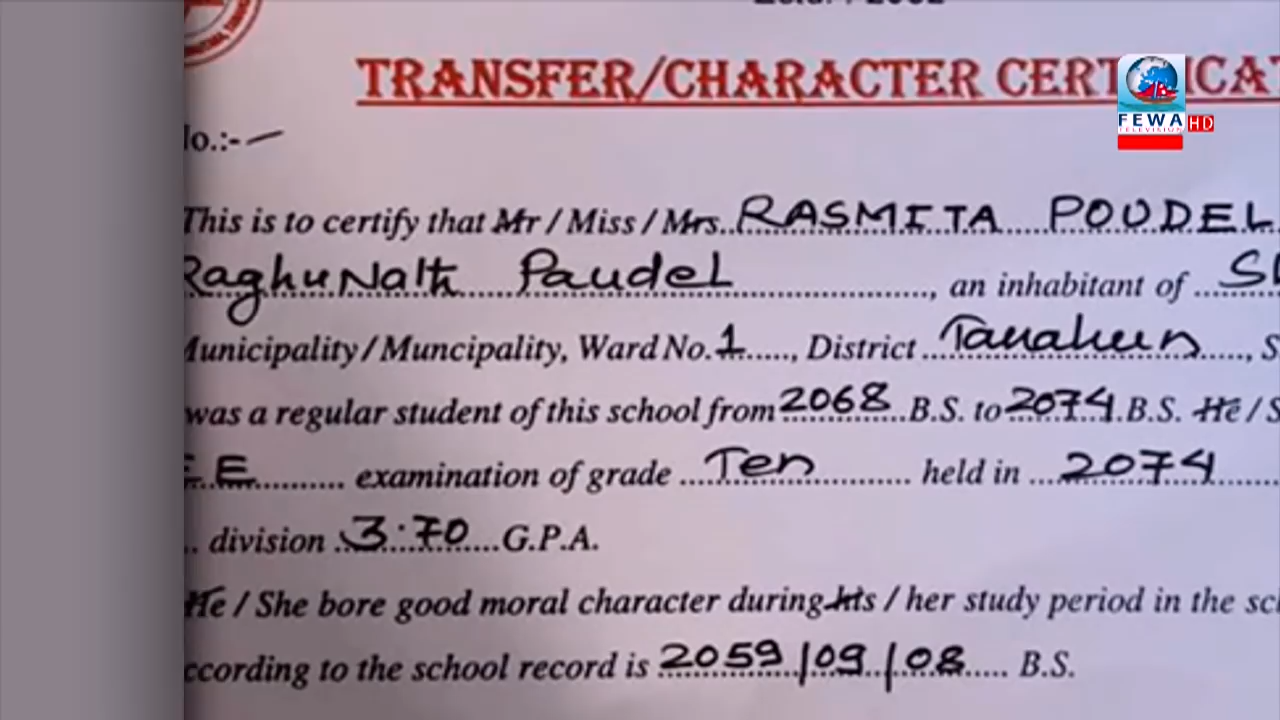 TRANSFER/CHARACTER CERT
FEWA
TELEVISION HD
No.:-
This is to certify that Mr / Miss / Mrs. RASMITA POUDEL
RaghuNath Paudel, an inhabitant of
Municipality / Muncipality, Ward No. 1, District Tanahun
was a regular student of this school from 2068 B.S. to 2074 B.S. He /
examination of grade Ten held in 2074
division 3.70 G.P.A.
He / She bore good moral character during his / her study period in the
ccording to the school record is 2059/09/08 B.S.